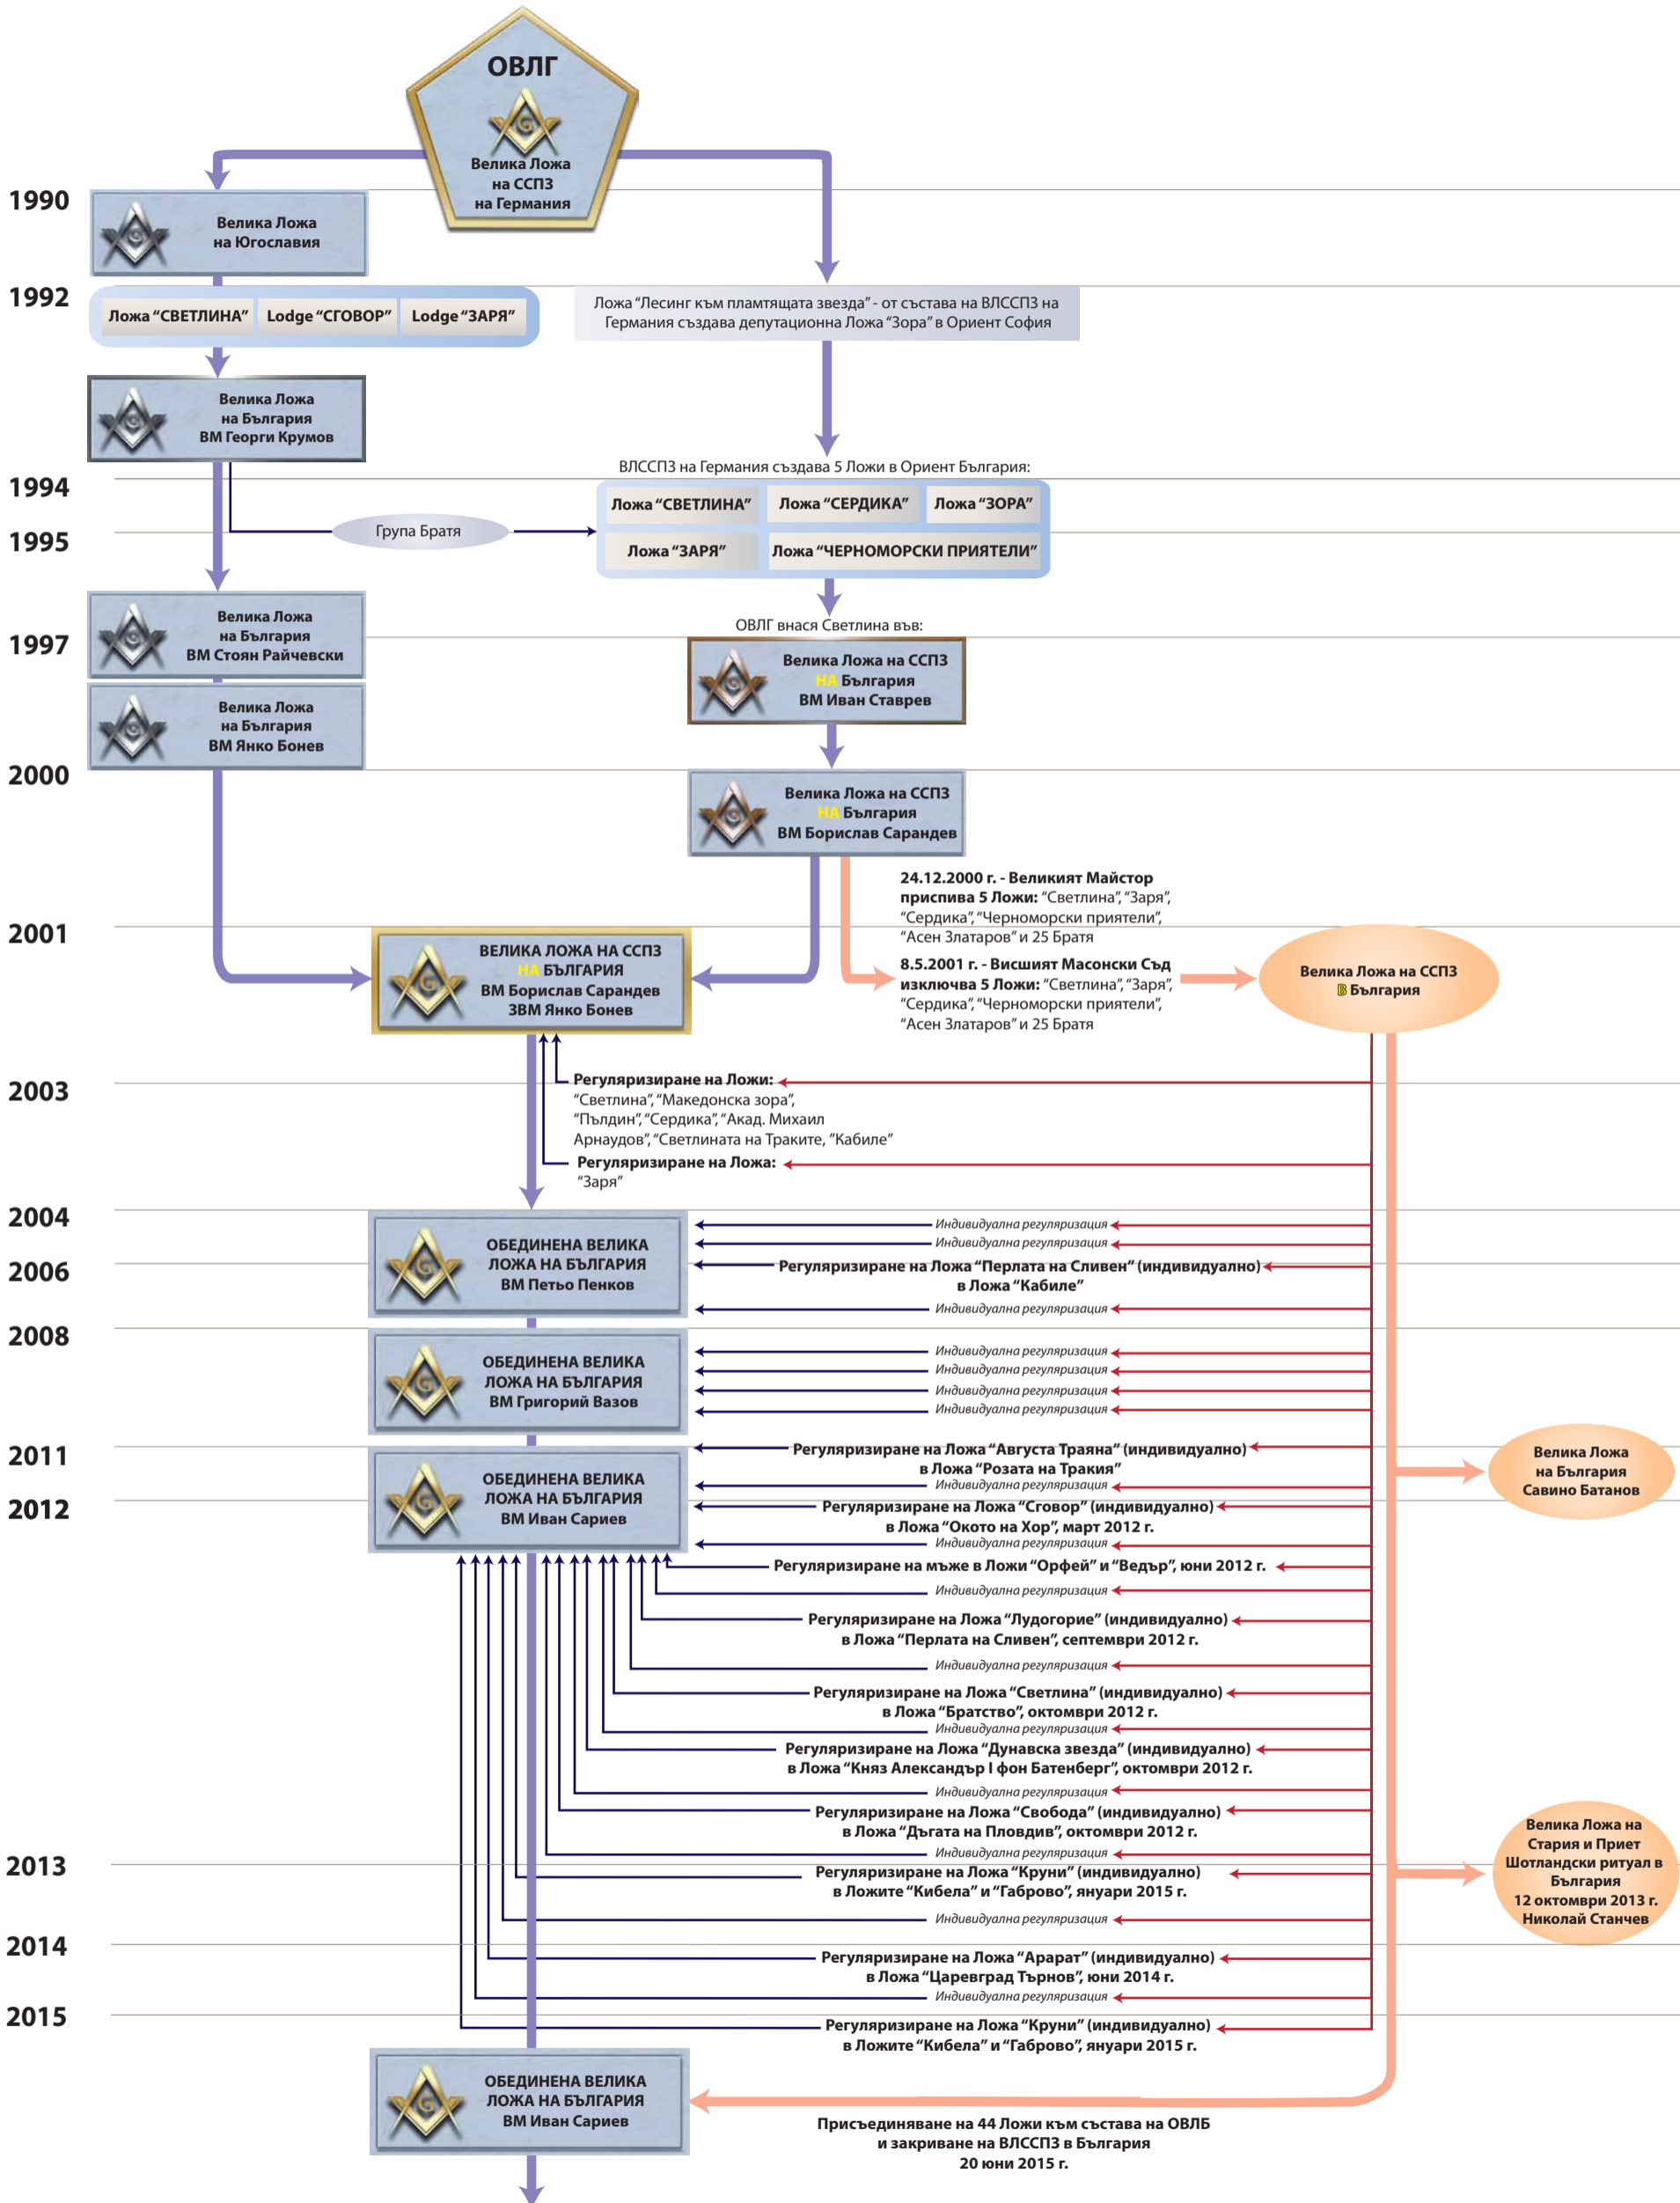 ОВЛГ
Велика Ложа
на ССПЗ
на Германия
1990
Велика Ложа
на Югославия
1992
Ложа “СВЕТЛИНА”
Lodge “СГОВОР”
Lodge “ЗАРЯ”
Ложа “Лесинг към пламтящата звезда” - от състава на ВЛССПЗ на
Германия създава депутационна Ложа “Зора” в Ориент София
Велика Ложа
на България
ВМ Георги Крумов
ВЛССПЗ на Германия създава 5 Ложи в Ориент България:
1994
Ложа “СВЕТЛИНА”
Ложа “СЕРДИКА”
Ложа “ЗОРА”
Група Братя
1995
Ложа “ЗАРЯ”
Ложа “ЧЕРНОМОРСКИ ПРИЯТЕЛИ”
Велика Ложа
на България
ВМ Стоян Райчевски
ОВЛГ внася Светлина във:
1997
Велика Ложа на ССПЗ
НА България
ВМ Иван Ставрев
Велика Ложа
на България
ВМ Янко Бонев
2000
Велика Ложа на ССПЗ
НА България
ВМ Борислав Сарандев
24.12.2000 г. - Великият Майстор
приспива 5 Ложи: “Светлина”, “Заря”,
“Сердика”, “Черноморски приятели”,
“Асен Златаров” и 25 Братя
2001
ВЕЛИКА ЛОЖА НА ССПЗ
НА БЪЛГАРИЯ
ВМ Борислав Сарандев
ЗВМ Янко Бонев
8.5.2001 г. - Висшият Масонски Съд
изключва 5 Ложи: “Светлина”, “Заря”,
“Сердика”, “Черноморски приятели”,
“Асен Златаров” и 25 Братя
Велика Ложа на ССПЗ
В България
2003
Регуляризиране на Ложи:
“Светлина”, “Македонска зора”,
“Пълдин”, “Сердика”, “Акад. Михаил
Арнаудов”, “Светлината на Траките, ”Кабиле”
Регуляризиране на Ложа:
“Заря”
2004
ОБЕДИНЕНА ВЕЛИКА
ЛОЖА НА БЪЛГАРИЯ
ВМ Петьо Пенков
Индивидуална регуляризация
Индивидуална регуляризация
2006
Регуляризиране на Ложа “Перлата на Сливен” (индивидуално)
в Ложа “Кабиле”
Индивидуална регуляризация
2008
ОБЕДИНЕНА ВЕЛИКА
ЛОЖА НА БЪЛГАРИЯ
ВМ Григорий Вазов
Индивидуална регуляризация
Индивидуална регуляризация
Индивидуална регуляризация
Индивидуална регуляризация
2011
Регуляризиране на Ложа “Августа Траяна” (индивидуално)
в Ложа “Розата на Тракия”
Велика Ложа
на България
Савино Батанов
ОБЕДИНЕНА ВЕЛИКА
ЛОЖА НА БЪЛГАРИЯ
ВМ Иван Сариев
Индивидуална регуляризация
2012
Регуляризиране на Ложа “Сговор” (индивидуално)
в Ложа “Окото на Хор”, март 2012 г.
Индивидуална регуляризация
Регуляризиране на мъже в Ложи “Орфей” и “Ведър”, юни 2012 г.
Индивидуална регуляризация
Регуляризиране на Ложа “Лудогорие” (индивидуално)
в Ложа “Перлата на Сливен”, септември 2012 г.
Индивидуална регуляризация
Регуляризиране на Ложа “Светлина” (индивидуално)
в Ложа “Братство”, октомври 2012 г.
Индивидуална регуляризация
Регуляризиране на Ложа “Дунавска звезда” (индивидуално)
в Ложа “Княз Александър I фон Батенберг”, октомври 2012 г.
Индивидуална регуляризация
Регуляризиране на Ложа “Свобода” (индивидуално)
в Ложа “Дъгата на Пловдив”, октомври 2012 г.
Индивидуална регуляризация
2013
Регуляризиране на Ложа “Круни” (индивидуално)
в Ложите “Кибела” и “Габрово”, януари 2015 г.
Велика Ложа на
Стария и Приет
Шотландски ритуал в
България
12 октомври 2013 г.
Николай Станчев
Индивидуална регуляризация
2014
Регуляризиране на Ложа “Арарат” (индивидуално)
в Ложа “Царевград Търнов”, юни 2014 г.
Индивидуална регуляризация
2015
Регуляризиране на Ложа “Круни” (индивидуално)
в Ложите “Кибела” и “Габрово”, януари 2015 г.
ОБЕДИНЕНА ВЕЛИКА
ЛОЖА НА БЪЛГАРИЯ
ВМ Иван Сариев
Присъединяване на 44 Ложи към състава на ОВЛБ
и закриване на ВЛССПЗ в България
20 юни 2015 г.